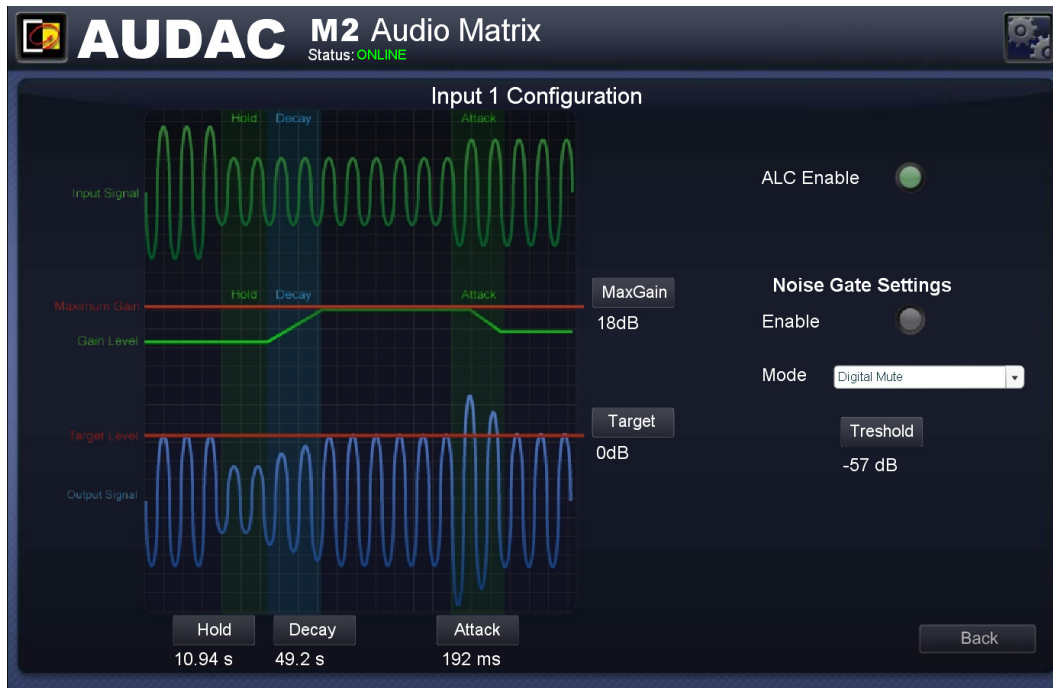 AUDAC M2 Audio Matrix
Status: ONLINE
Input 1 Configuration
Hold Decay Attack
Input Signal
ALC Enable
Hold Decay Attack
Maximum Gain
Gain Level
MaxGain
18dB
Noise Gate Settings
Enable
Mode Digital Mute
Target Level
Output Signal
Target
0dB
Treshold
-57 dB
Hold Decay Attack
10.94 s 49.2 s 192 ms
Back